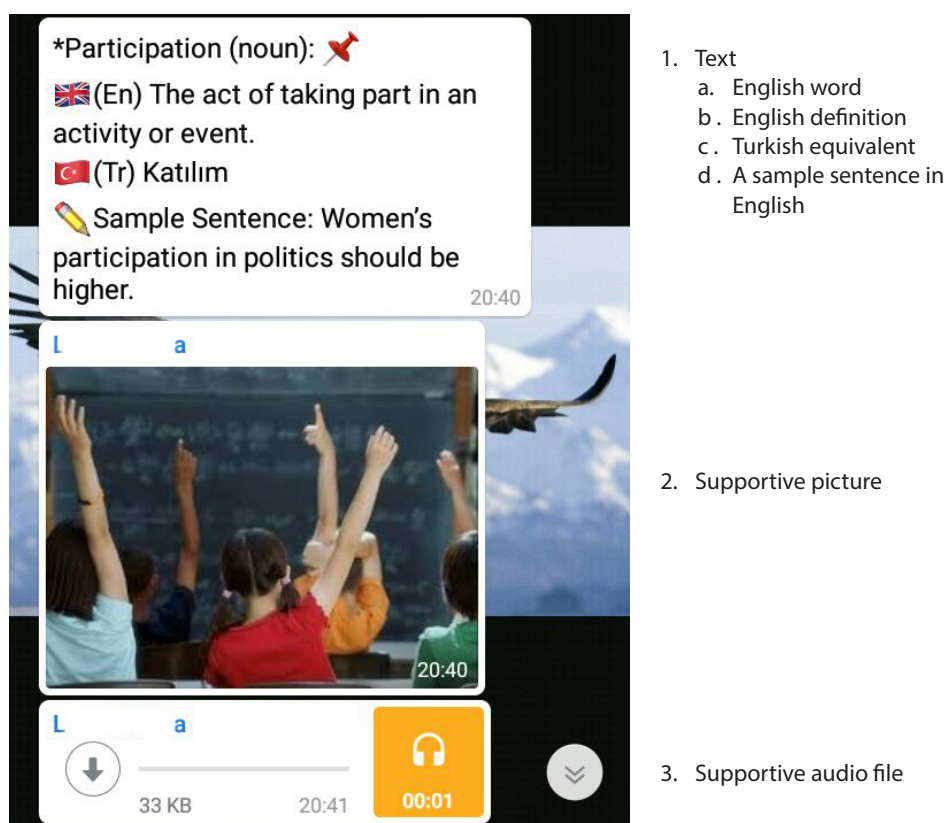 *Participation (noun): 📌
🇬🇧(En) The act of taking part in an
activity or event.
🇹🇷(Tr) Katılım
✏️Sample Sentence: Women’s
participation in politics should be
higher.
20:40
L a
20:40
L a
33 KB
20:41
00:01
1. Text
a. English word
b . English definition
c . Turkish equivalent
d . A sample sentence in
English
2. Supportive picture
3. Supportive audio file